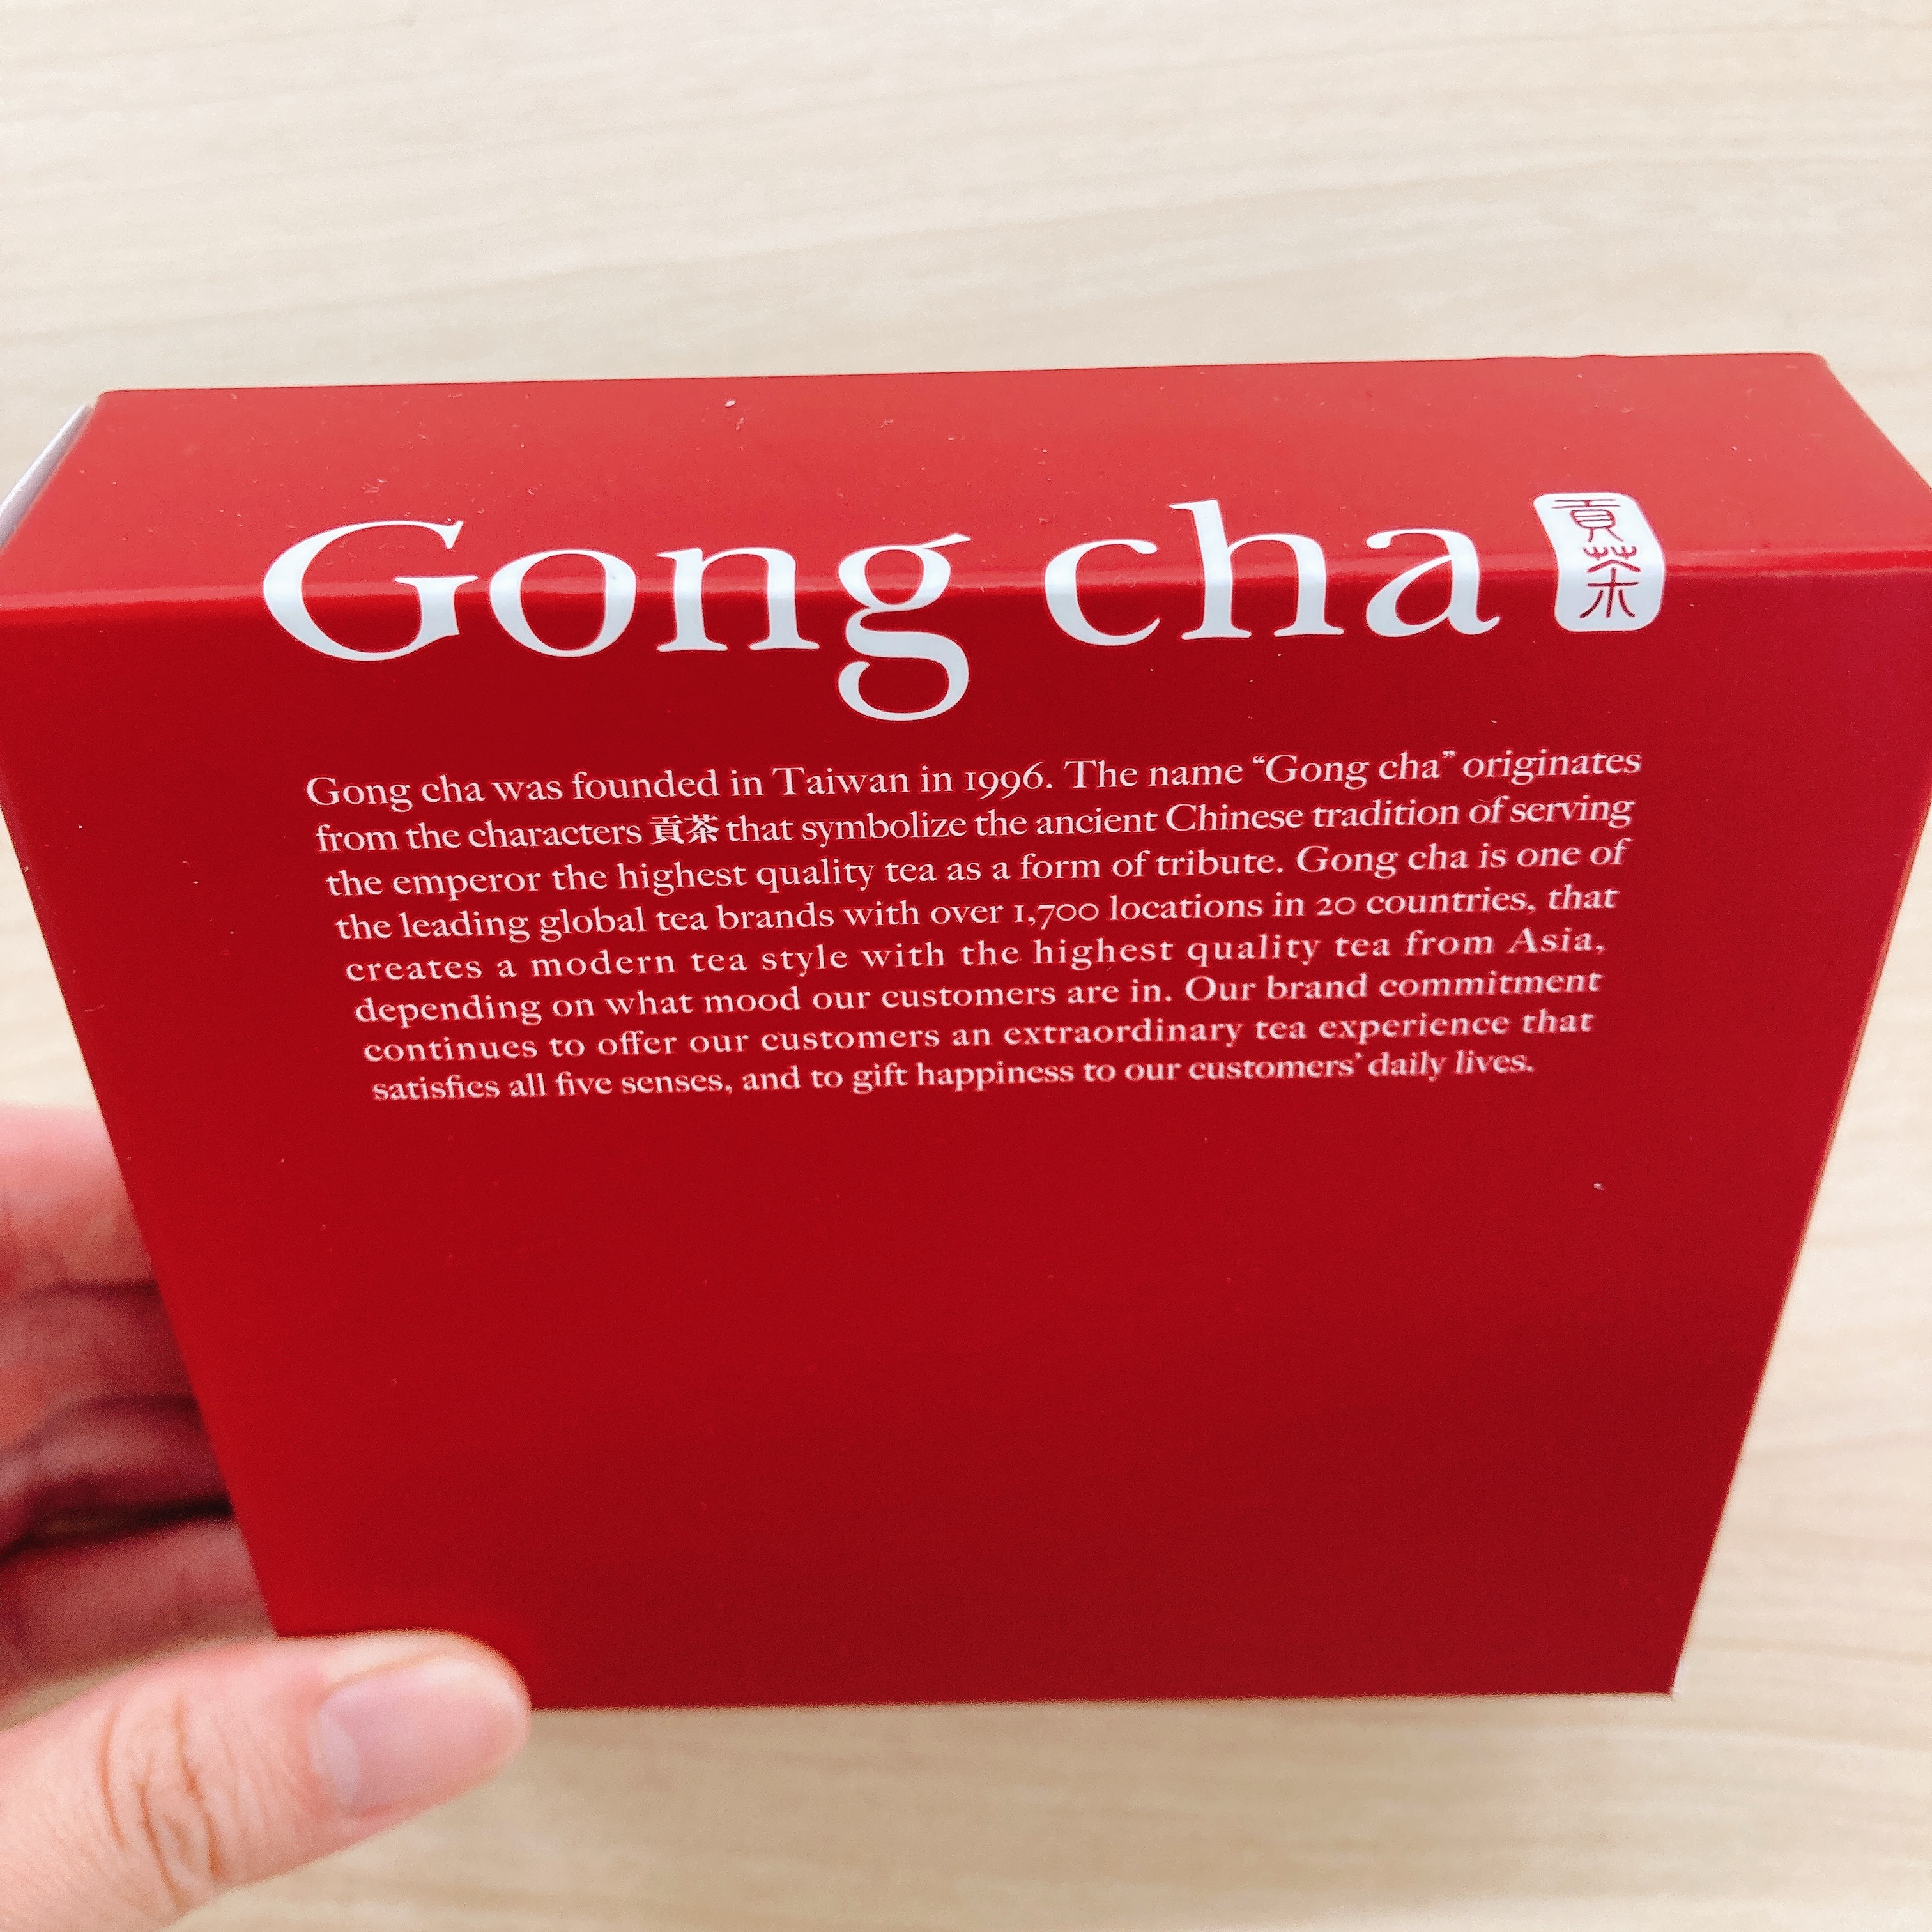 Gong cha 貢茶
Gong cha was founded in Taiwan in 1996. The name “Gong cha” originates
from the characters 貢茶 that symbolize the ancient Chinese tradition of serving
the emperor the highest quality tea as a form of tribute. Gong cha is one of
the leading global tea brands with over 1,700 locations in 20 countries, that
creates a modern tea style with the highest quality tea from Asia,
depending on what mood our customers are in. Our brand commitment
continues to offer our customers an extraordinary tea experience that
satisfies all five senses, and to gift happiness to our customers’ daily lives.